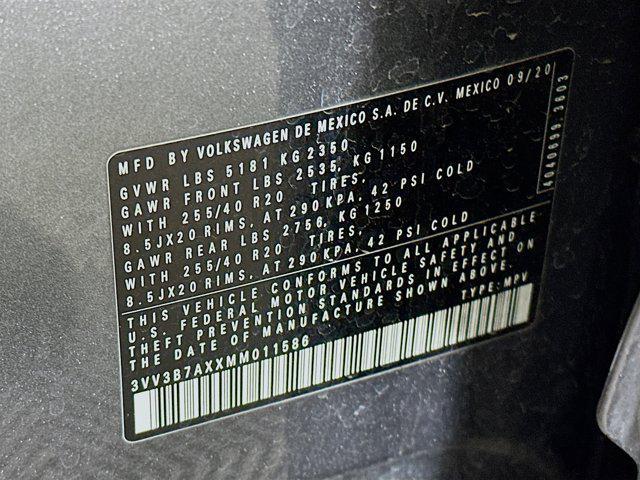 MFD BY VOLKSWAGEN DE MEXICO S.A. DE C.V. MEXICO 09/20
GVWR LBS 5181 KG 2350
GAWR FRONT LBS 2535, KG 1150
WITH 255/40 R20 TIRES,
8.5JX20 RIMS, AT 290 KPA, 42 PSI COLD
GAWR REAR LBS 2756, KG 1250
WITH 255/40 R20 TIRES,
8.5JX20 RIMS, AT 290 KPA, 42 PSI COLD
THIS VEHICLE CONFORMS TO ALL APPLICABLE
U.S. FEDERAL MOTOR VEHICLE SAFETY AND
THEFT PREVENTION STANDARDS IN EFFECT ON
THE DATE OF MANUFACTURE SHOWN ABOVE.
TYPE: MPV
3VV3B7AXXMM011586